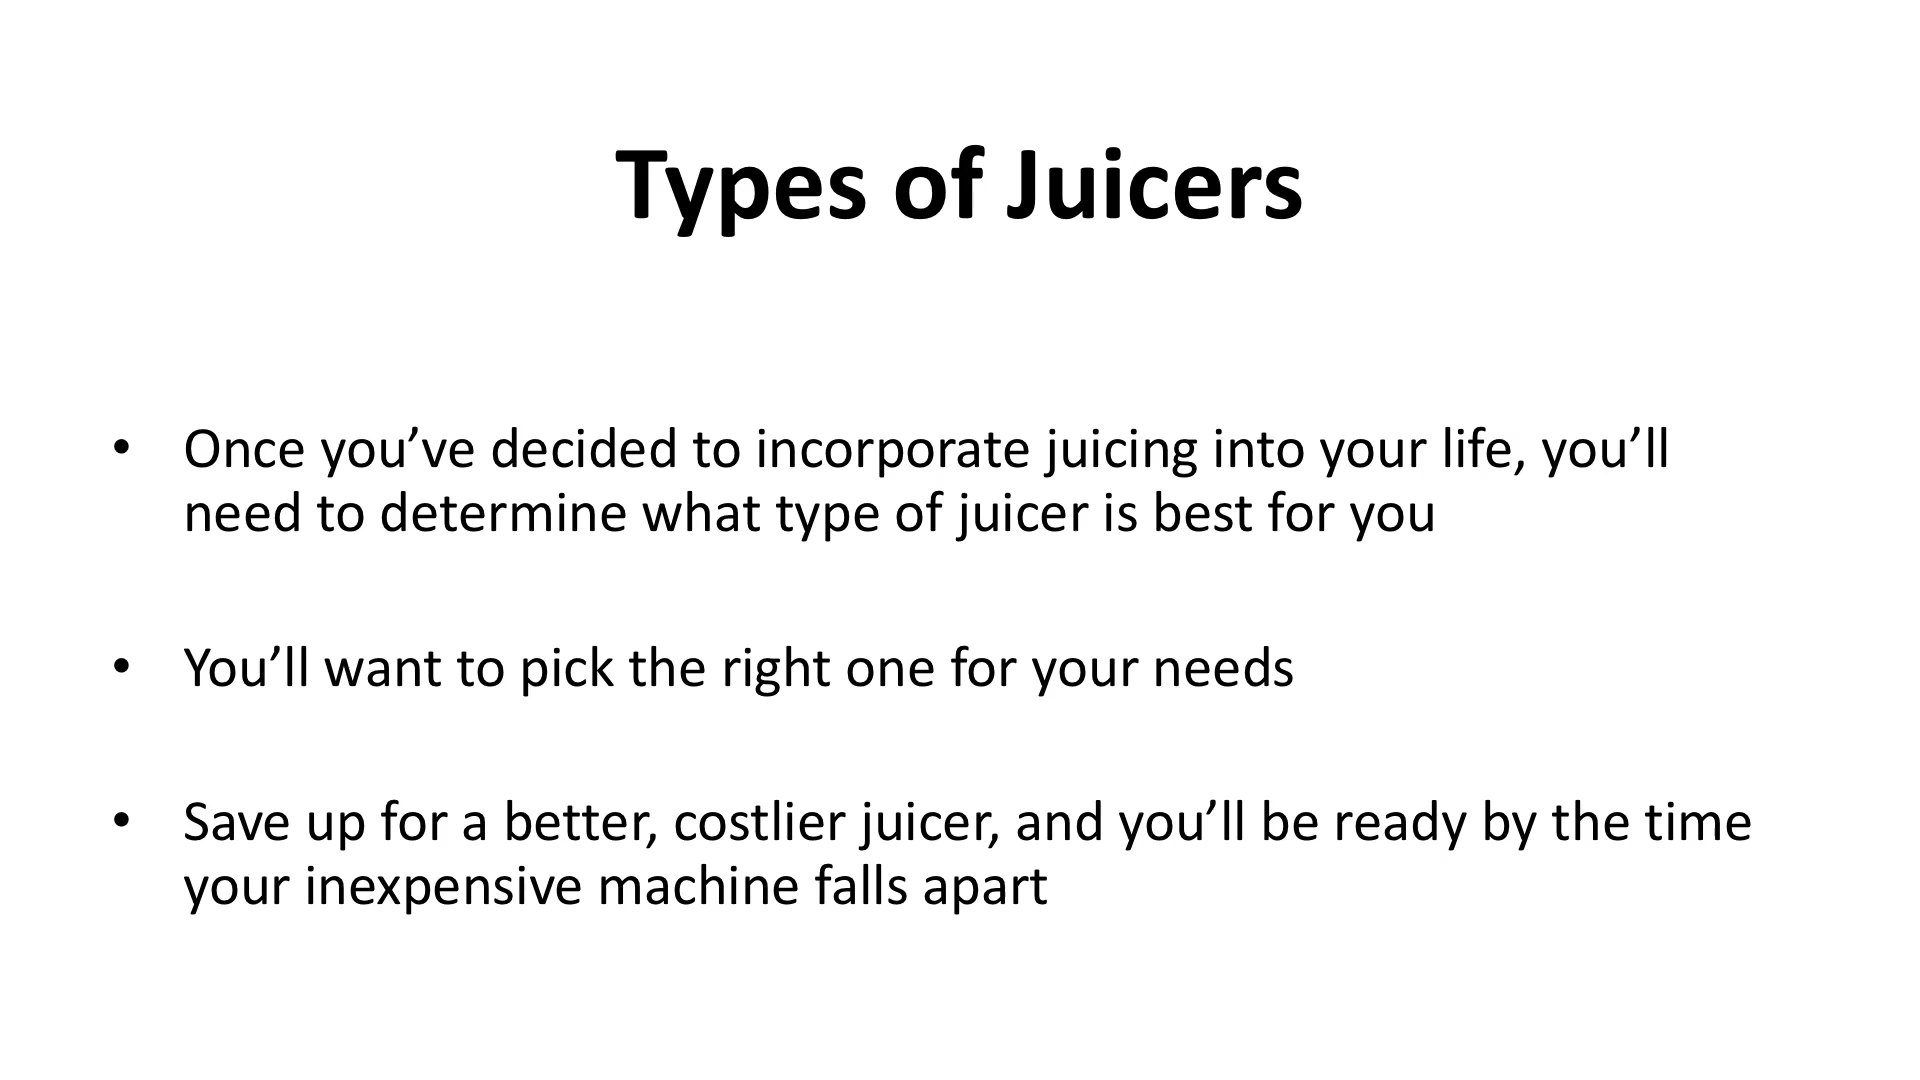 Types of Juicers
• Once you’ve decided to incorporate juicing into your life, you’ll
need to determine what type of juicer is best for you
• You’ll want to pick the right one for your needs
• Save up for a better, costlier juicer, and you’ll be ready by the time
your inexpensive machine falls apart